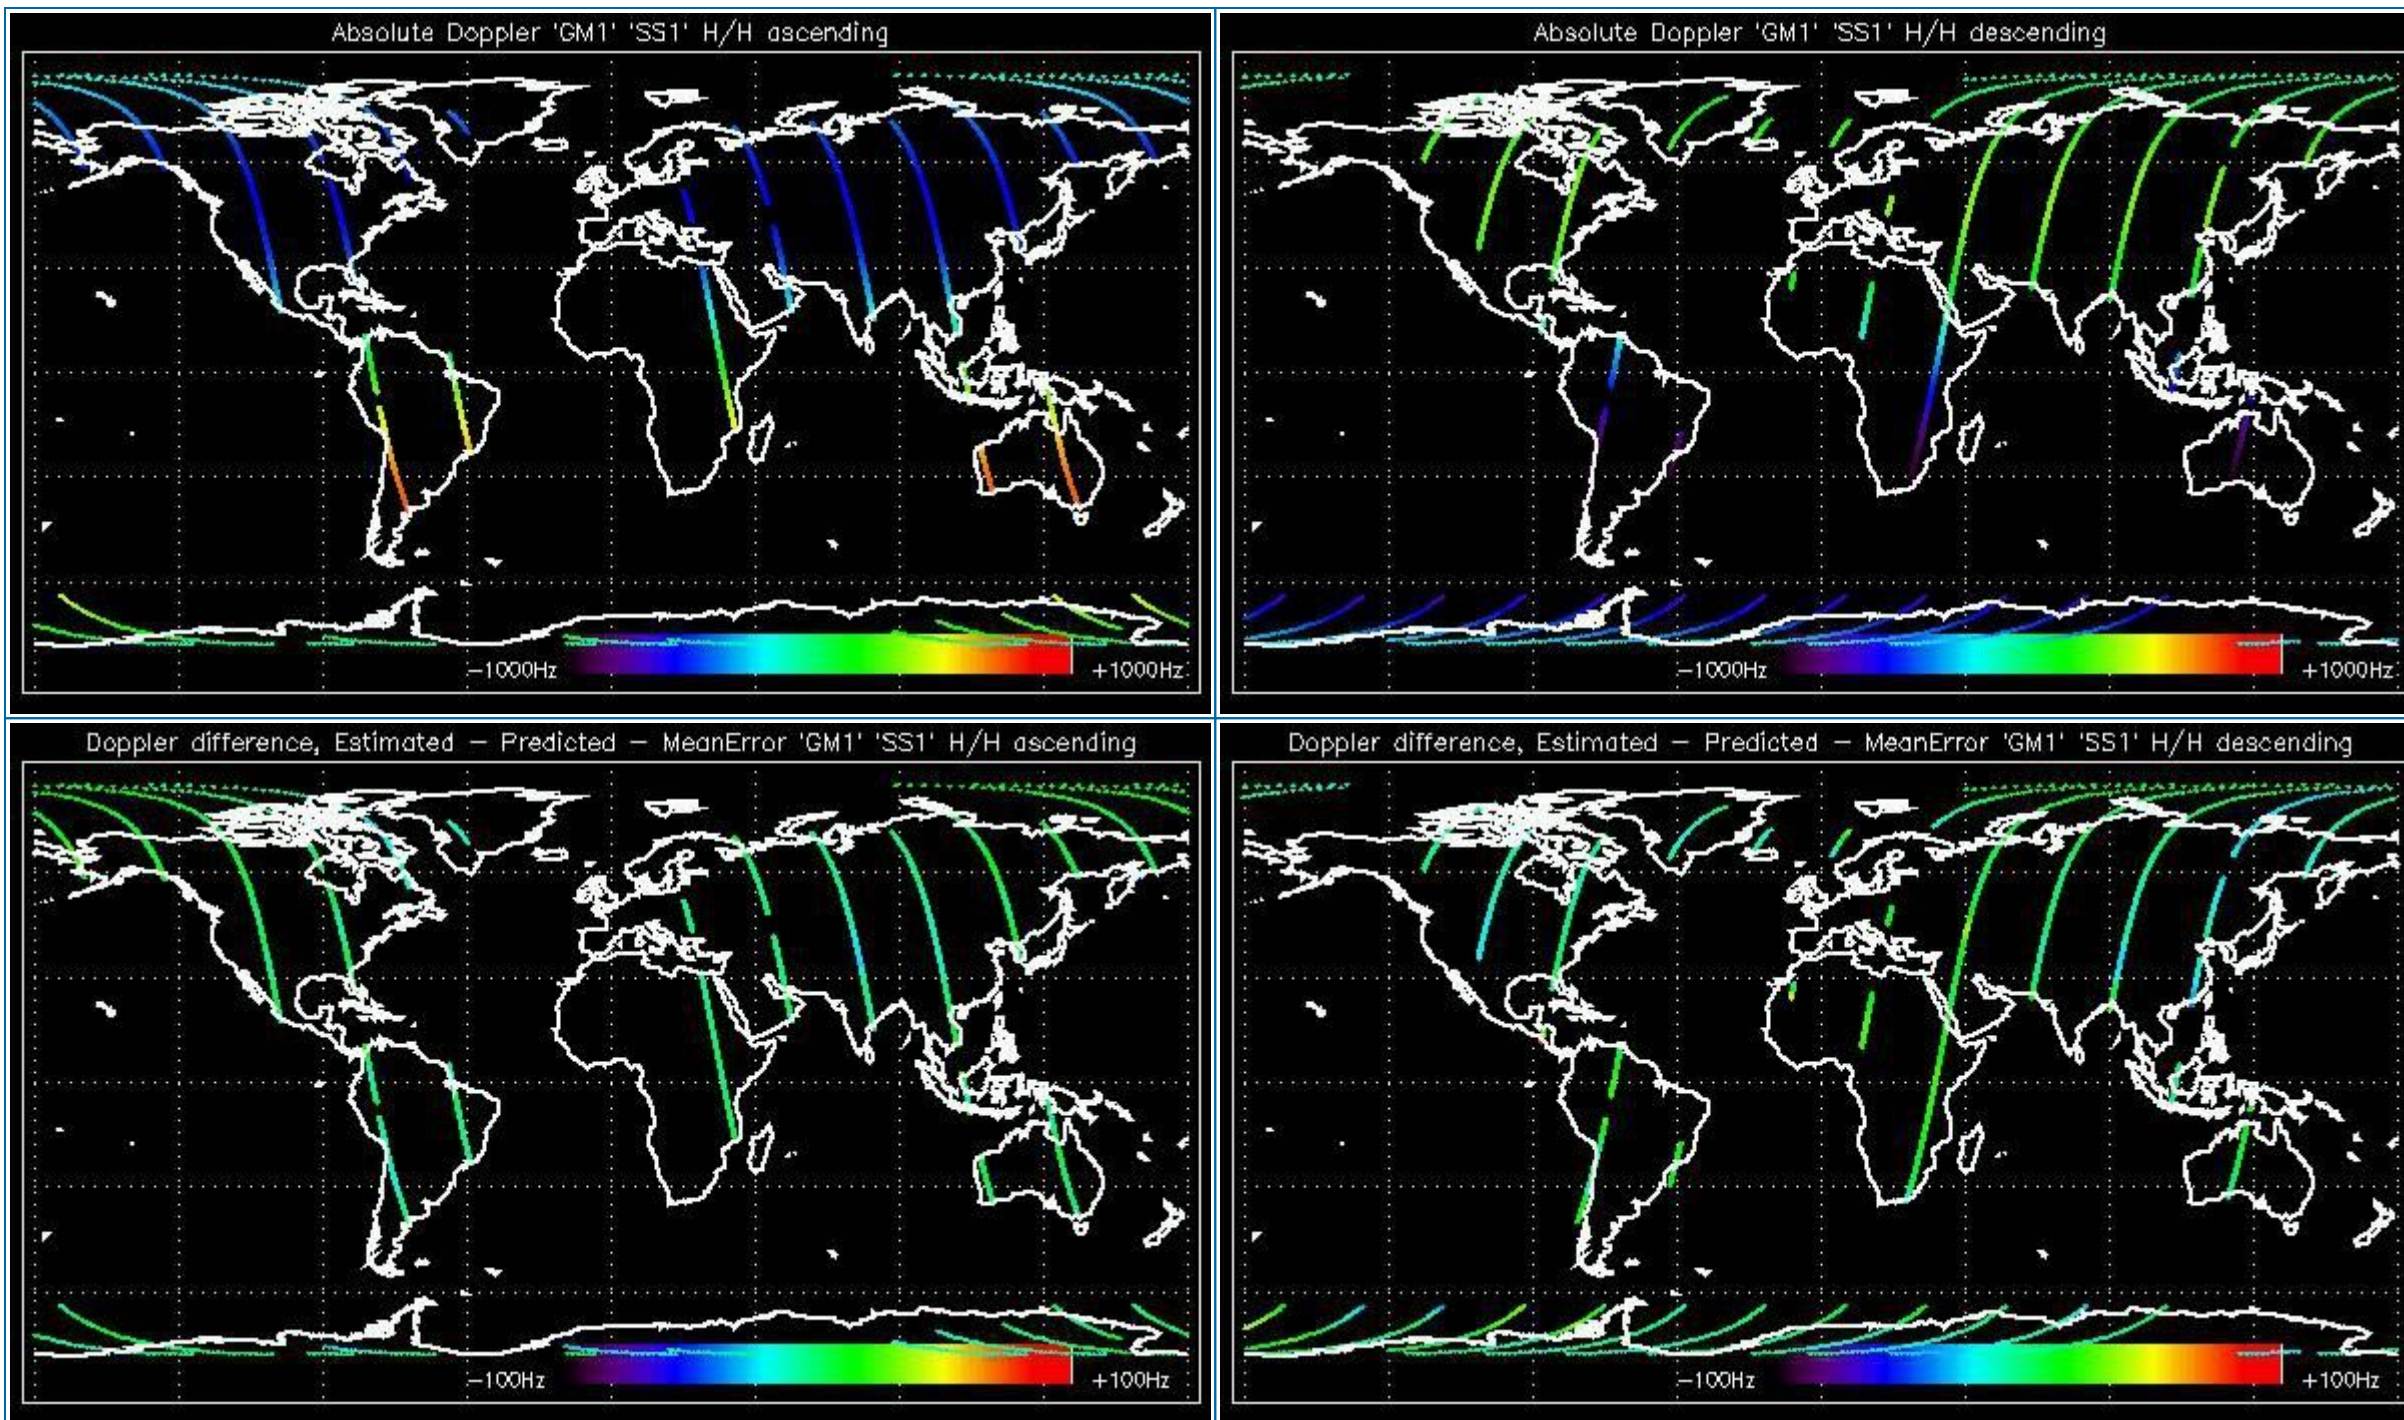 Absolute Doppler 'GM1' 'SS1' H/H ascending
−1000Hz
+1000Hz
Absolute Doppler 'GM1' 'SS1' H/H descending
−1000Hz
+1000Hz
Doppler difference, Estimated − Predicted − MeanError 'GM1' 'SS1' H/H ascending
−100Hz
+100Hz
Doppler difference, Estimated − Predicted − MeanError 'GM1' 'SS1' H/H descending
−100Hz
+100Hz